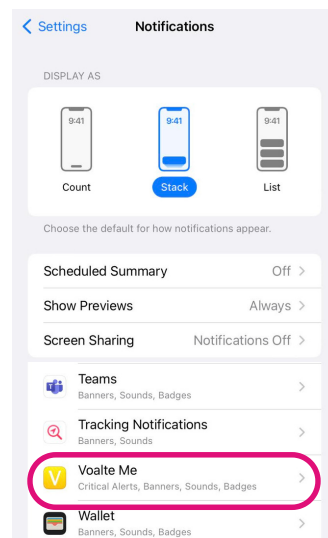 Settings
Notifications
DISPLAY AS
9:41
9:41
9:41
Count
Stack
List
Choose the default for how notifications appear.
Scheduled Summary
Off
Show Previews
Always
Screen Sharing
Notifications Off
Teams
Banners, Sounds, Badges
Tracking Notifications
Banners, Sounds
V
Voalte Me
Critical Alerts, Banners, Sounds, Badges
Wallet
Banners, Sounds, Badges